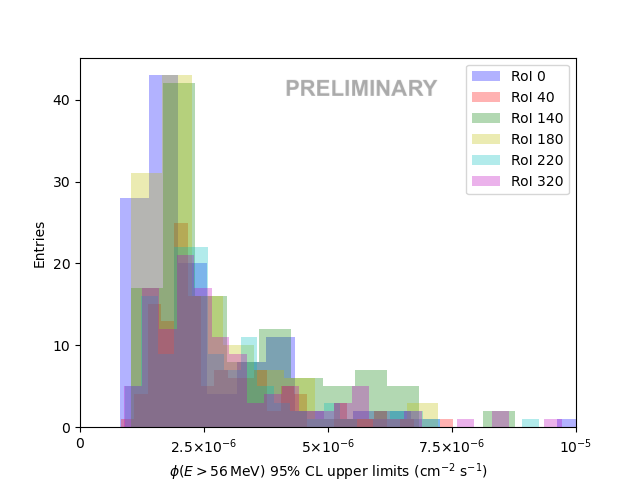 PRELIMINARY
RoI 0
RoI 40
RoI 140
RoI 180
RoI 220
RoI 320
Entries
40
30
20
10
0
0 2.5×10⁻⁶ 5×10⁻⁶ 7.5×10⁻⁶ 10⁻⁵
ϕ(E > 56 MeV) 95% CL upper limits (cm⁻² s⁻¹)